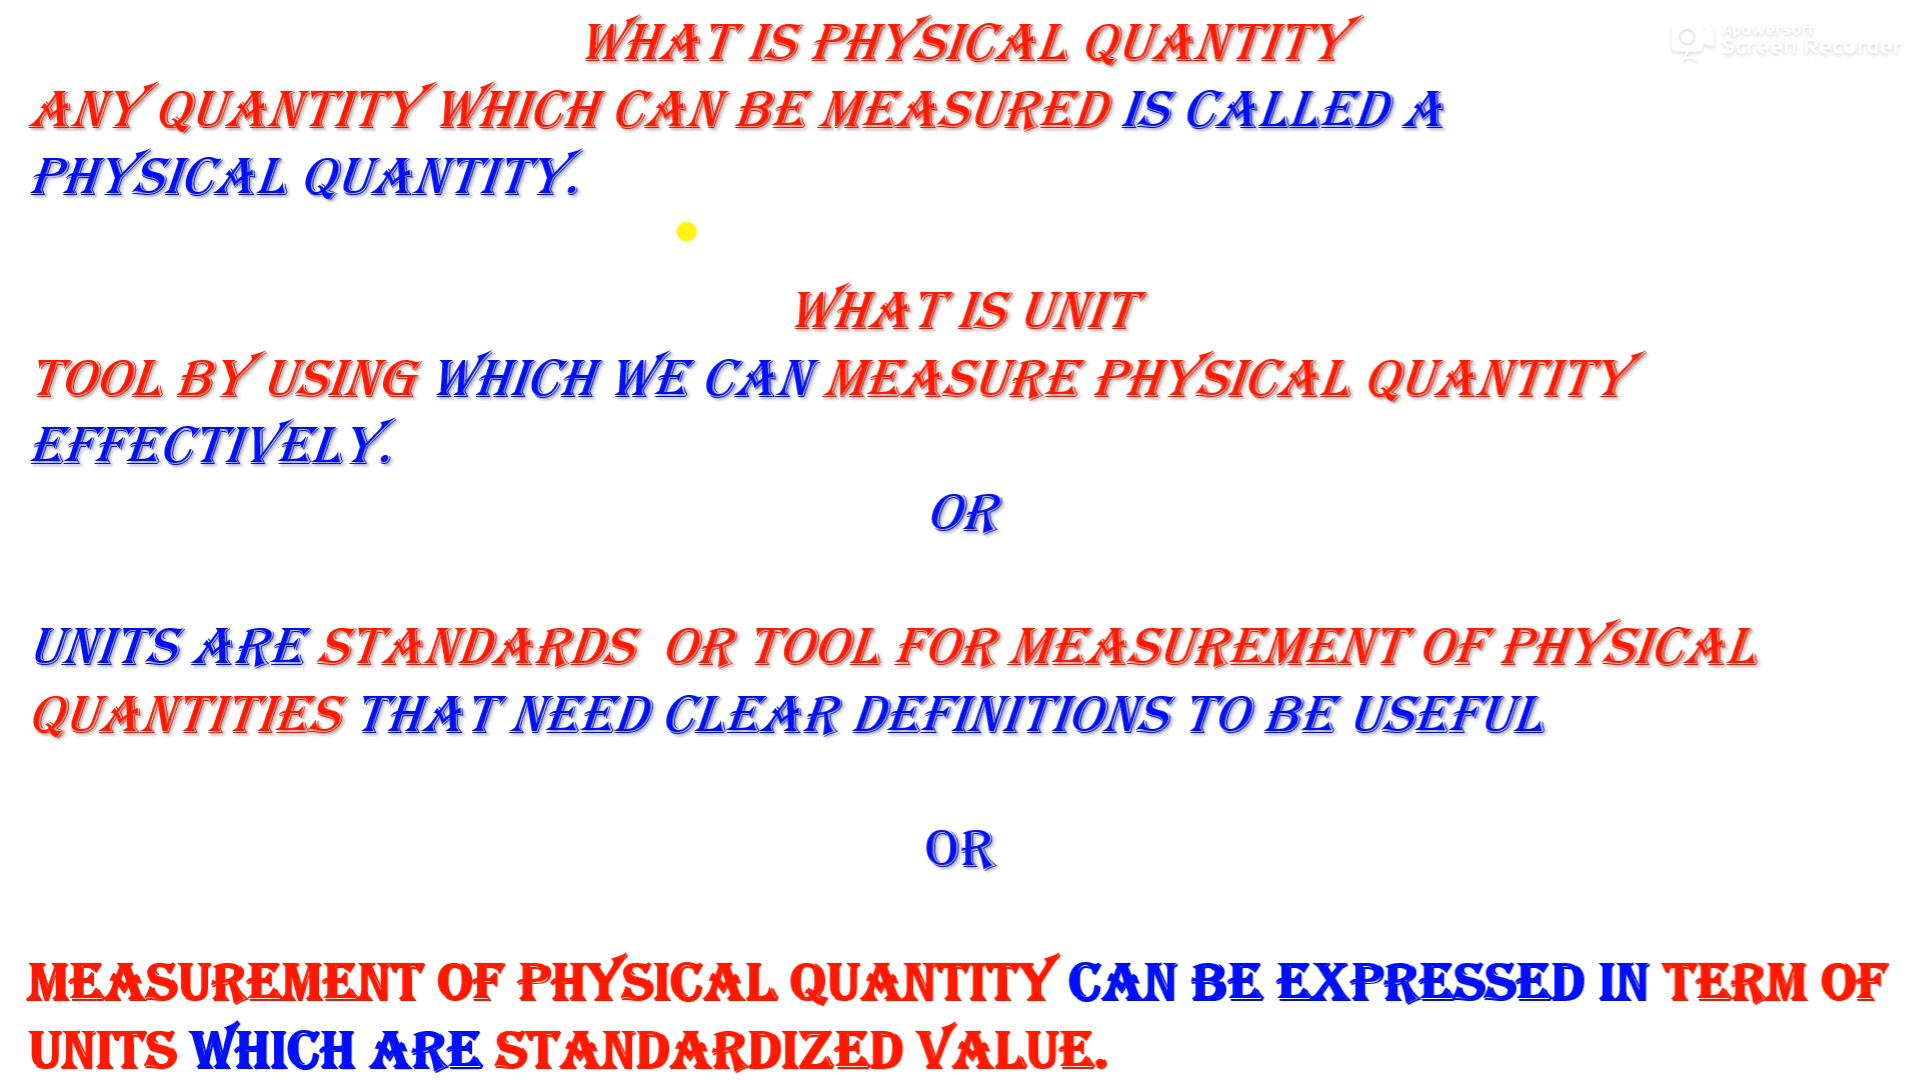 WHAT IS PHYSICAL QUANTITY
Apowersoft
Screen Recorder
ANY QUANTITY WHICH CAN BE MEASURED IS CALLED A
PHYSICAL QUANTITY.
WHAT IS UNIT
TOOL BY USING WHICH WE CAN MEASURE PHYSICAL QUANTITY
EFFECTIVELY.
OR
UNITS ARE STANDARDS OR TOOL FOR MEASUREMENT OF PHYSICAL
QUANTITIES THAT NEED CLEAR DEFINITIONS TO BE USEFUL
OR
MEASUREMENT OF PHYSICAL QUANTITY CAN BE EXPRESSED IN TERM OF
UNITS WHICH ARE STANDARDIZED VALUE.